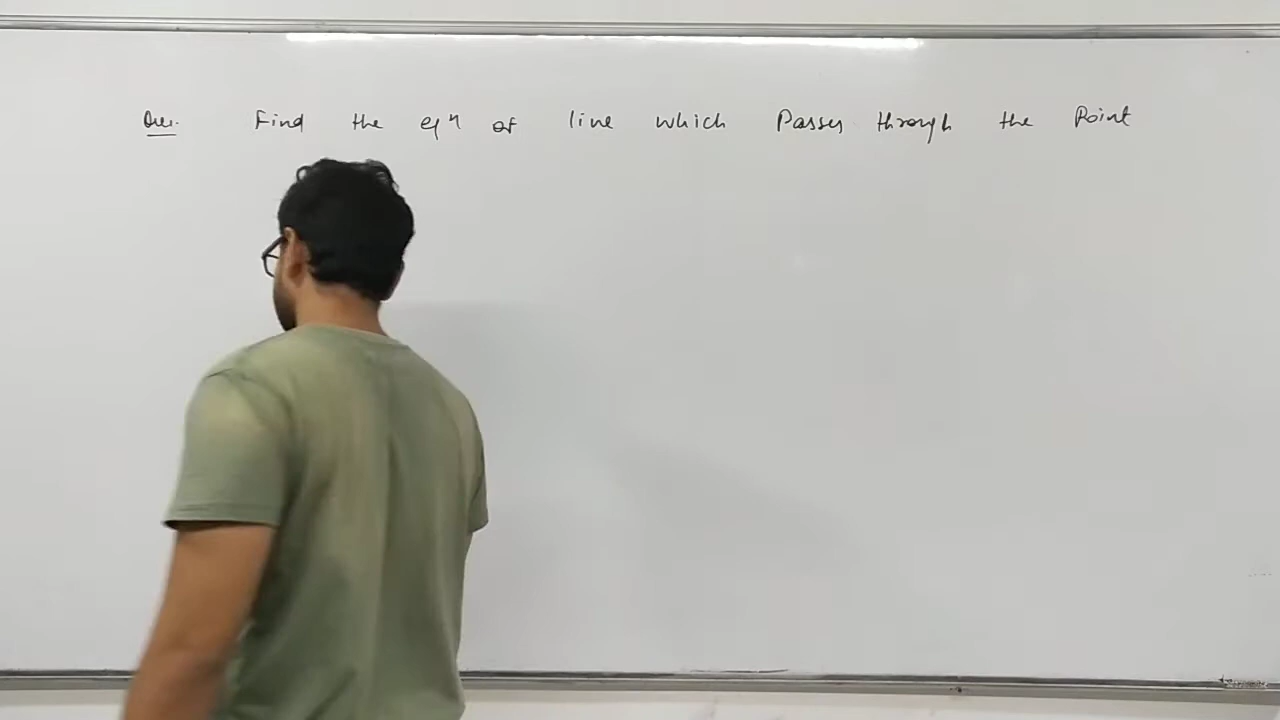 Que. Find the eqn of line which Passes through the Point